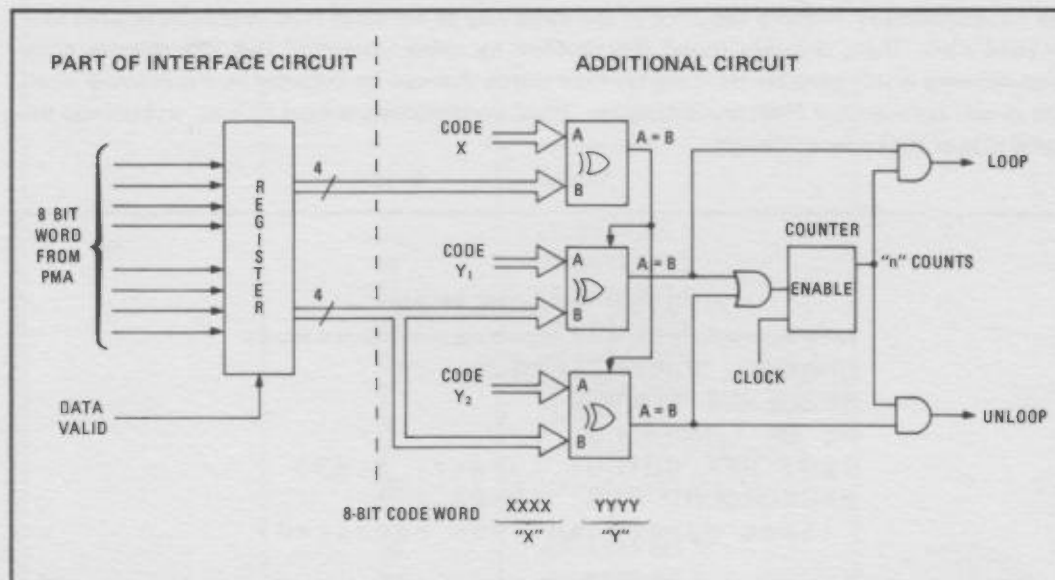 PART OF INTERFACE CIRCUIT
ADDITIONAL CIRCUIT
8 BIT
WORD
FROM
PMA
REGISTER
DATA
VALID
4
4
CODE
X
A
B
A = B
CODE
Y1
A
B
A = B
CODE
Y2
A
B
A = B
COUNTER
ENABLE
CLOCK
"n" COUNTS
LOOP
UNLOOP
8-BIT CODE WORD XXXX YYYY
"X" "Y"